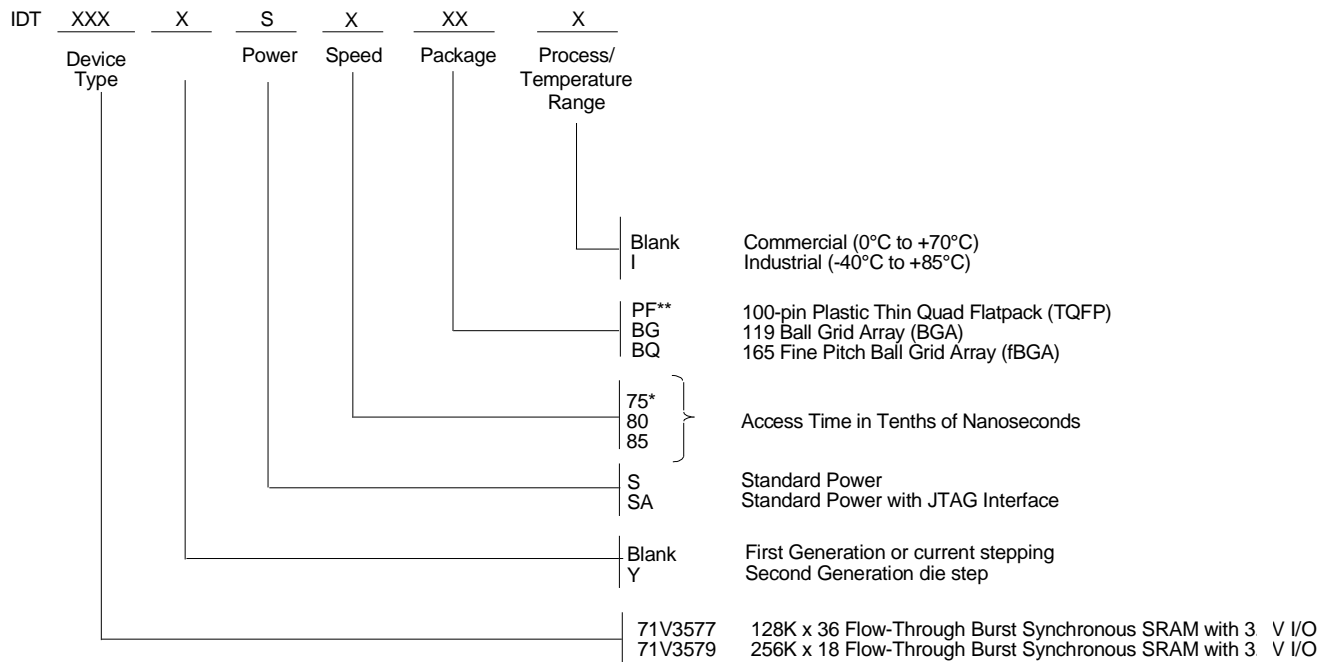 IDT XXX X S X XX X
Device Type Power Speed Package Process/ Temperature Range
Blank Commercial (0°C to +70°C)
I Industrial (-40°C to +85°C)
PF** 100-pin Plastic Thin Quad Flatpack (TQFP)
BG 119 Ball Grid Array (BGA)
BQ 165 Fine Pitch Ball Grid Array (fBGA)
75*
80 Access Time in Tenths of Nanoseconds
85
S Standard Power
SA Standard Power with JTAG Interface
Blank First Generation or current stepping
Y Second Generation die step
71V3577 128K x 36 Flow-Through Burst Synchronous SRAM with 3. V I/O
71V3579 256K x 18 Flow-Through Burst Synchronous SRAM with 3. V I/O